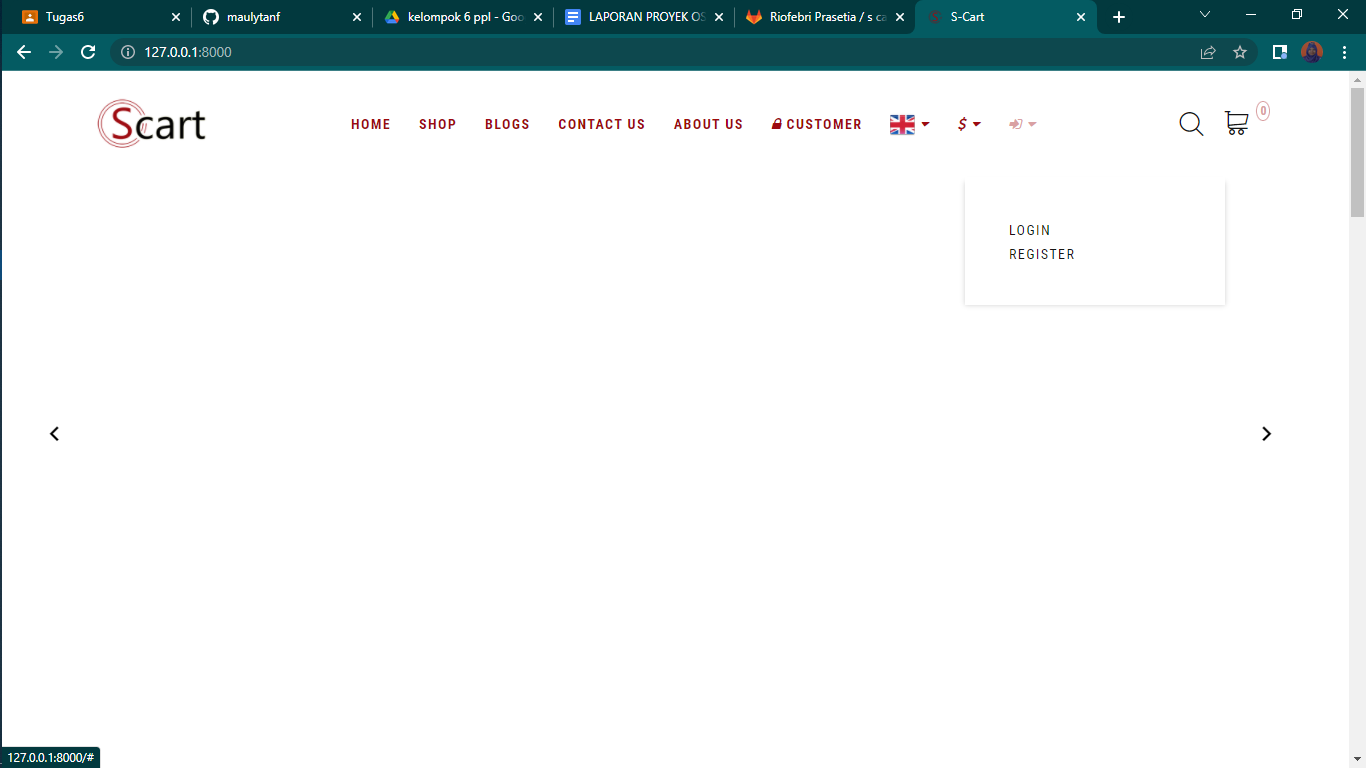 Tugas6
maulytanf
kelompok 6 ppl - Goo
LAPORAN PROYEK OS
Riofebri Prasetia / s ca
S-Cart
127.0.0.1:8000
Scart
HOME
SHOP
BLOGS
CONTACT US
ABOUT US
CUSTOMER
$
0
LOGIN
REGISTER
127.0.0.1:8000/#